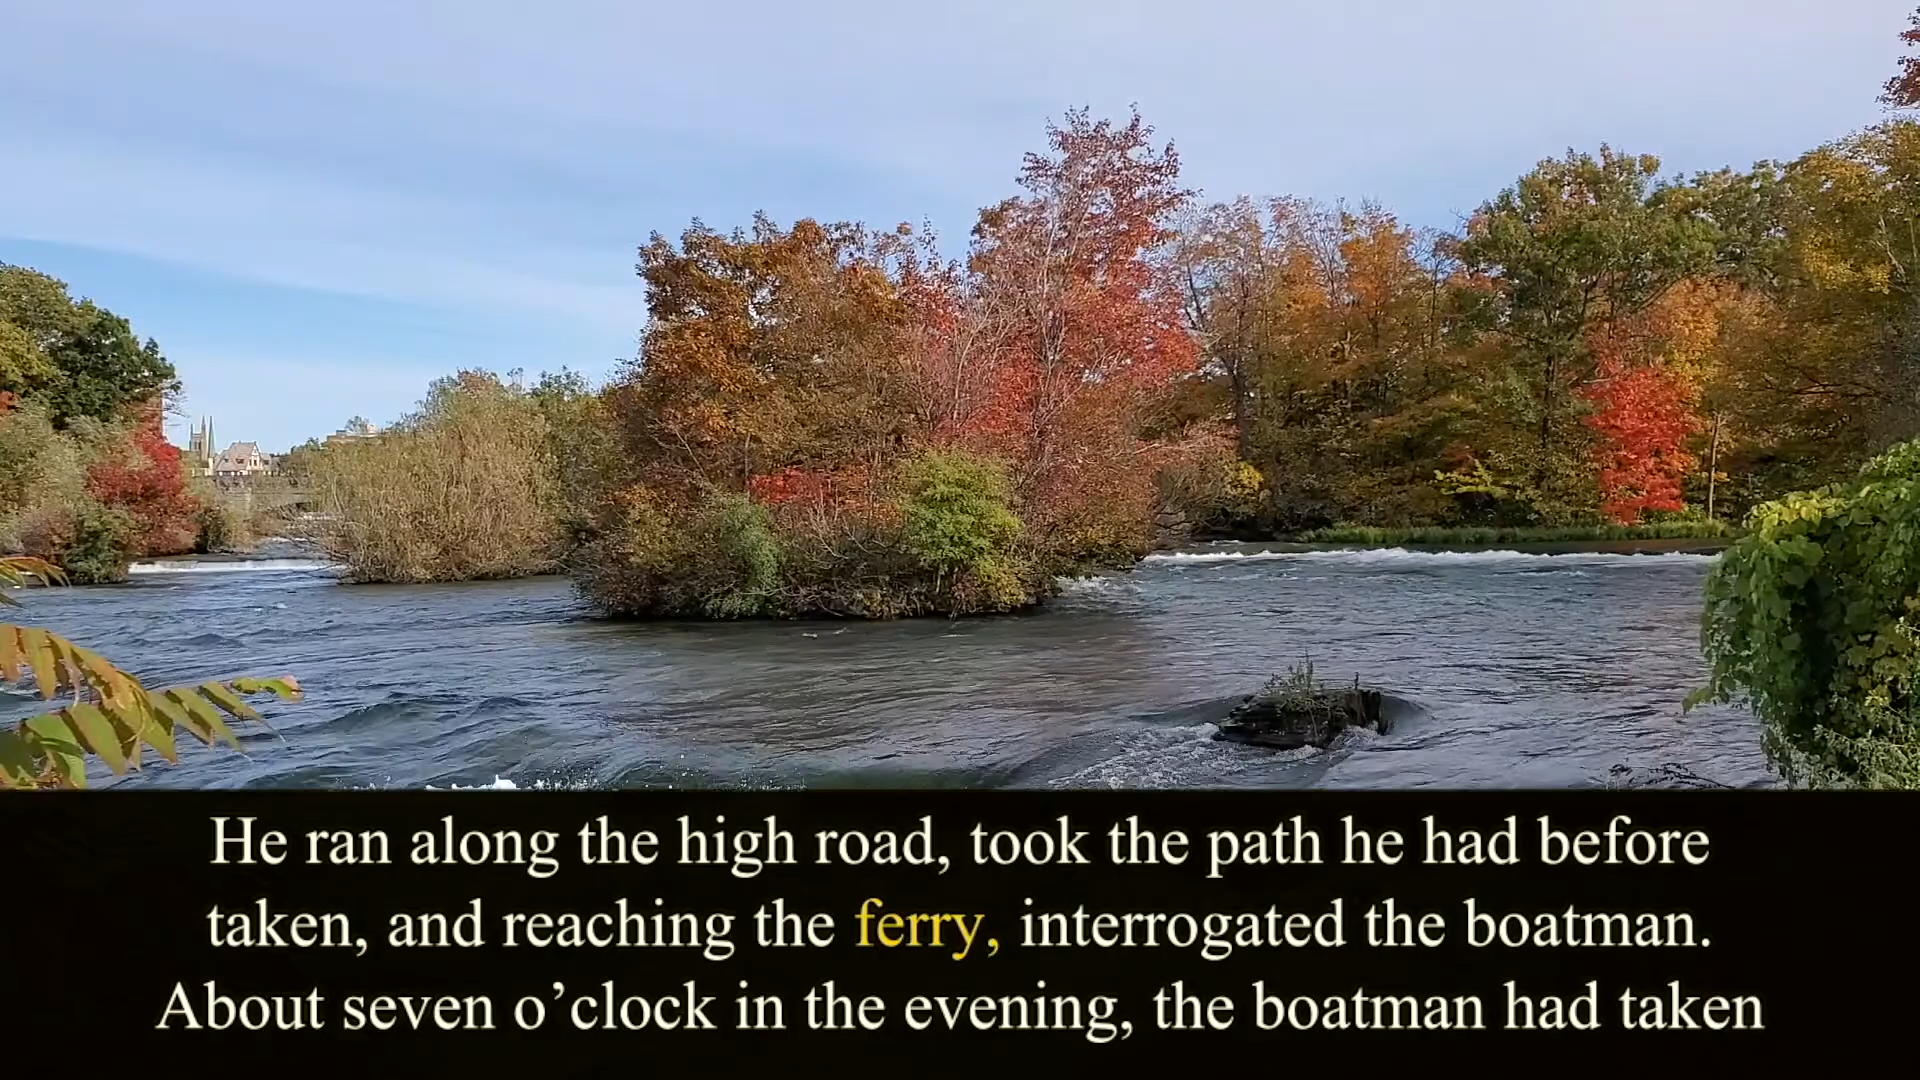 He ran along the high road, took the path he had before
taken, and reaching the ferry, interrogated the boatman.
About seven o’clock in the evening, the boatman had taken